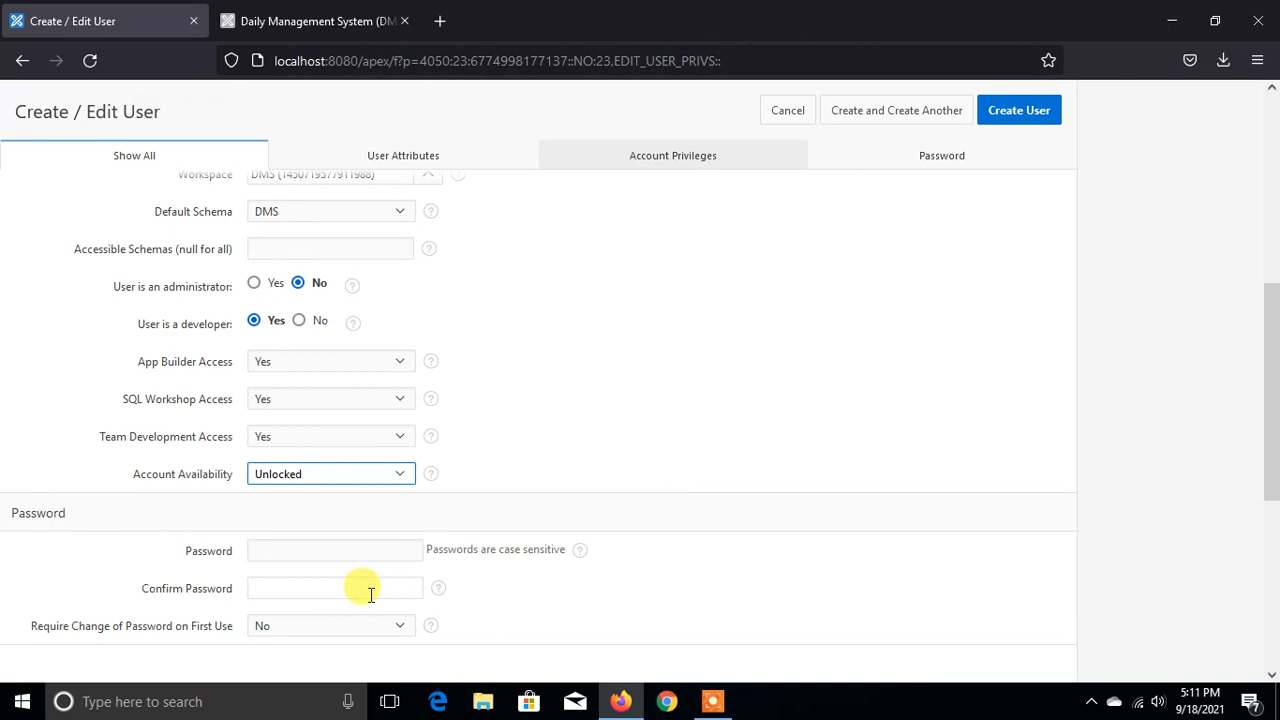 Create / Edit User
Daily Management System (DM
localhost:8080/apex/f?p=4050:23:6774998177137::NO:23,EDIT_USER_PRIVS::
Create / Edit User
Cancel
Create and Create Another
Create User
Show All
User Attributes
Account Privileges
Password
Workspace
DMS (1450719577911988)
Default Schema
DMS
Accessible Schemas (null for all)
User is an administrator:
Yes
No
User is a developer:
Yes
No
App Builder Access
Yes
SQL Workshop Access
Yes
Team Development Access
Yes
Account Availability
Unlocked
Password
Password
Passwords are case sensitive
Confirm Password
Require Change of Password on First Use
No
Type here to search
5:11 PM
9/18/2021
7